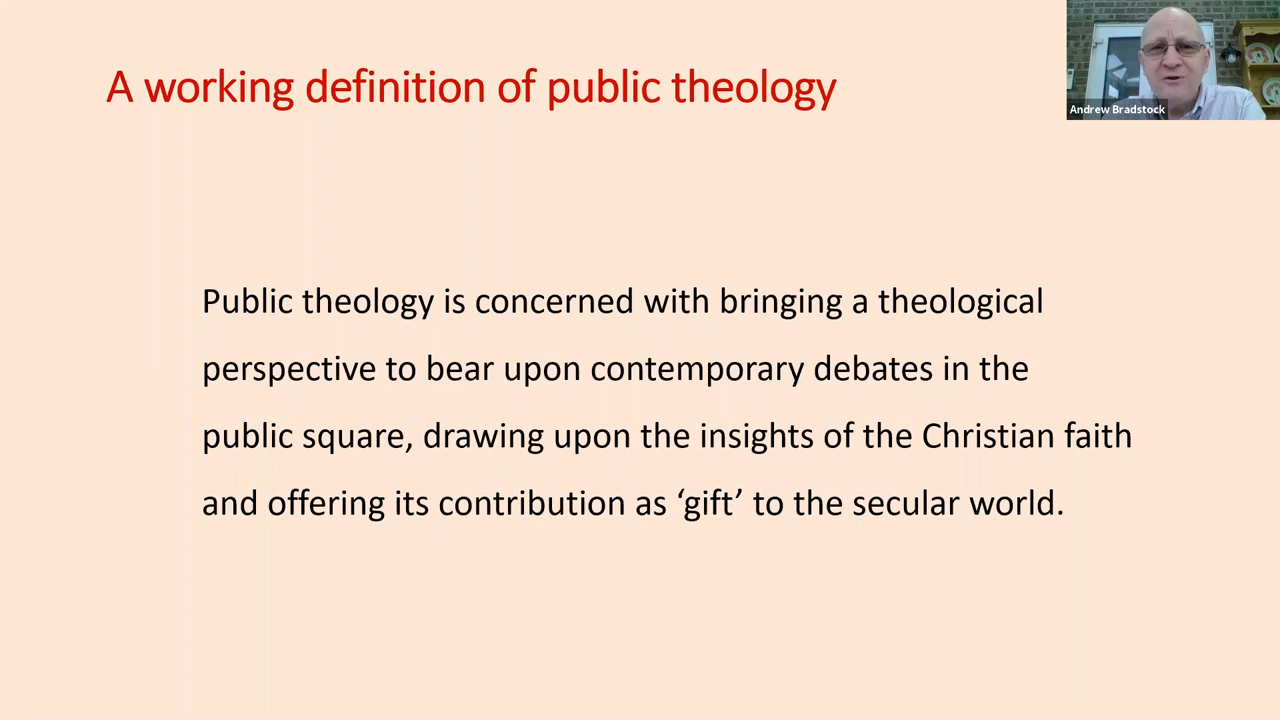 A working definition of public theology
Andrew Bradstock
Public theology is concerned with bringing a theological
perspective to bear upon contemporary debates in the
public square, drawing upon the insights of the Christian faith
and offering its contribution as ‘gift’ to the secular world.